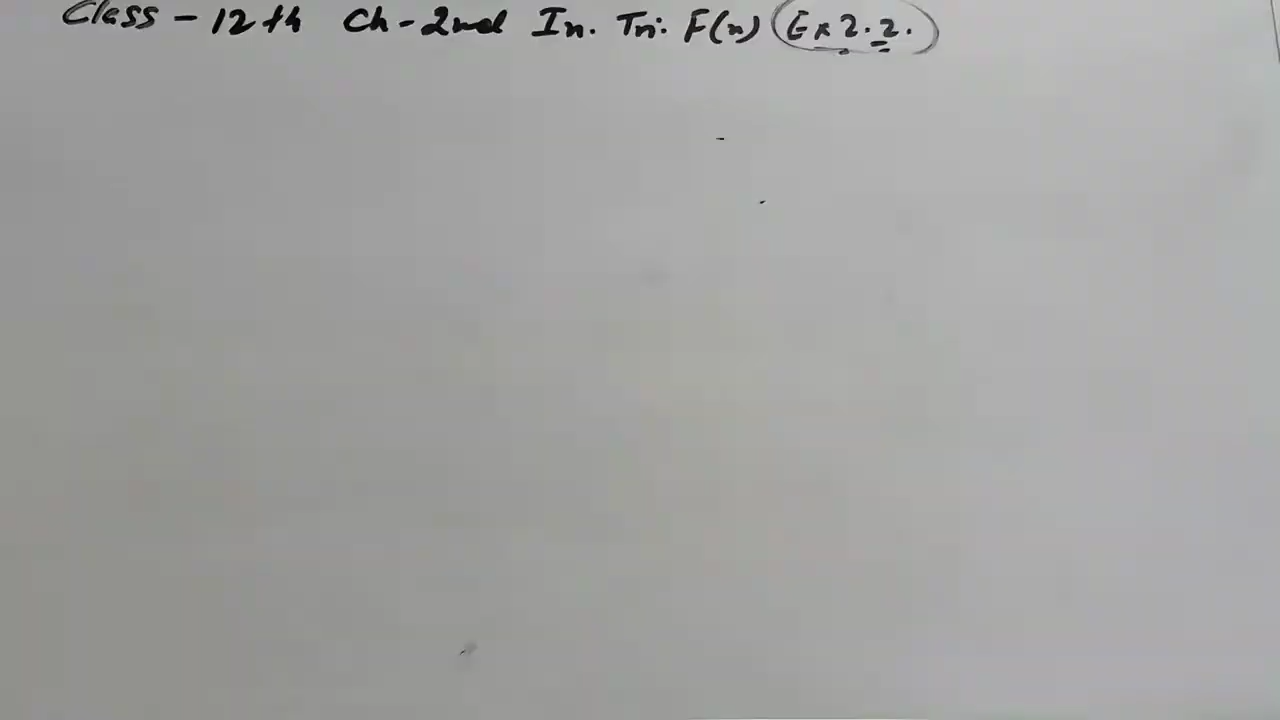 Class - 12th Ch - 2nd In. Tri. F(n) (Ex 2.2.)